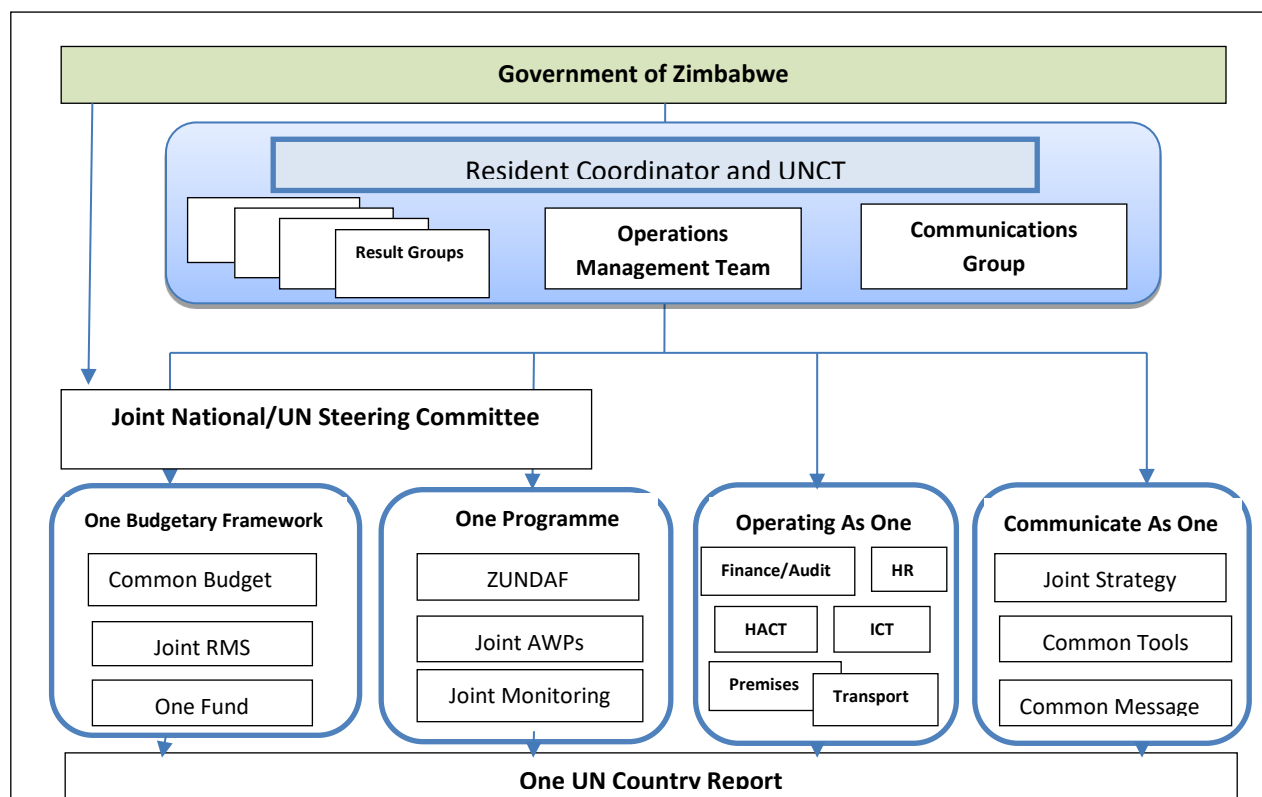 Government of Zimbabwe
Resident Coordinator and UNCT
Result Groups
Operations
Management Team
Communications
Group
Joint National/UN Steering Committee
One Budgetary Framework
Common Budget
Joint RMS
One Fund
One Programme
ZUNDAF
Joint AWPs
Joint Monitoring
Operating As One
Finance/Audit
HR
HACT
ICT
Premises
Transport
Communicate As One
Joint Strategy
Common Tools
Common Message
One UN Country Report